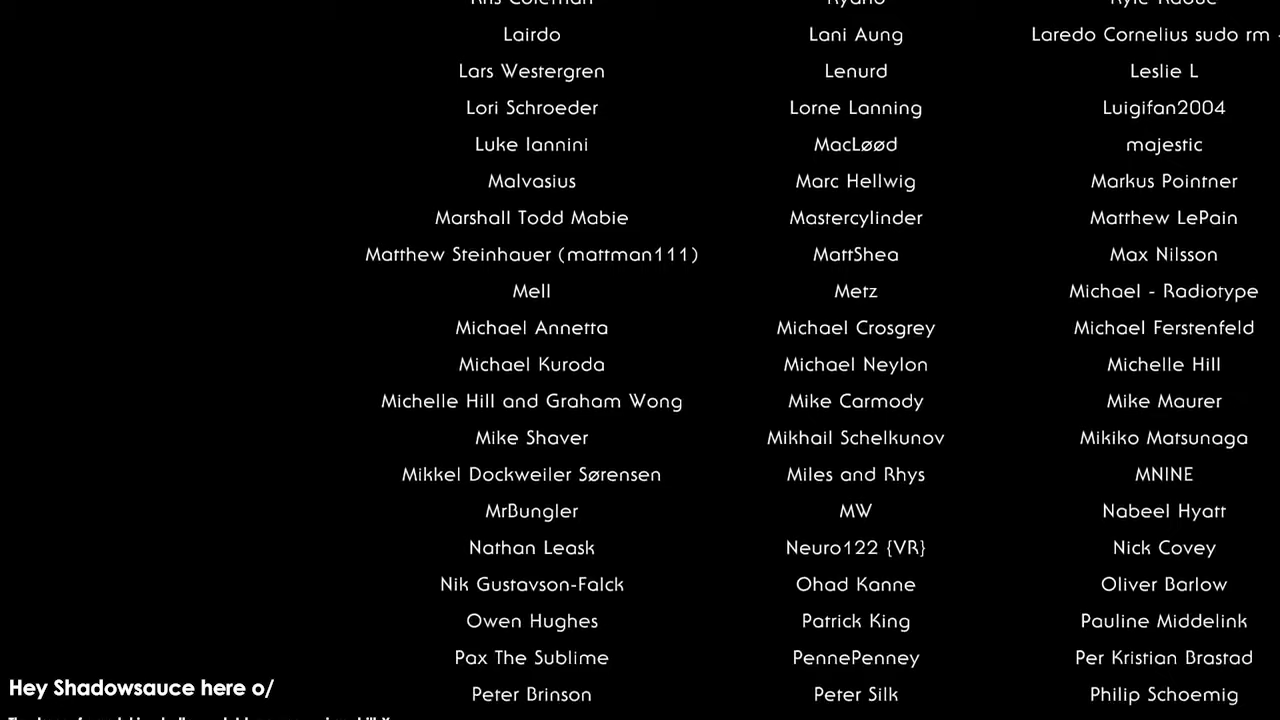 Lairdo Lani Aung Laredo Cornelius sudo rm
Lars Westergren Lenurd Leslie L
Lori Schroeder Lorne Lanning Luigifan2004
Luke Iannini MacLøød majestic
Malvasius Marc Hellwig Markus Pointner
Marshall Todd Mabie Mastercylinder Matthew LePain
Matthew Steinhauer (mattman111) MattShea Max Nilsson
Mell Metz Michael - Radiotype
Michael Annetta Michael Crosgrey Michael Ferstenfeld
Michael Kuroda Michael Neylon Michelle Hill
Michelle Hill and Graham Wong Mike Carmody Mike Maurer
Mike Shaver Mikhail Schelkunov Mikiko Matsunaga
Mikkel Dockweiler Sørensen Miles and Rhys MNINE
MrBungler MW Nabeel Hyatt
Nathan Leask Neuro122 {VR} Nick Covey
Nik Gustavson-Falck Ohad Kanne Oliver Barlow
Owen Hughes Patrick King Pauline Middelink
Pax The Sublime PennePenney Per Kristian Brastad
Hey Shadowsauce here o/
Peter Brinson Peter Silk Philip Schoemig